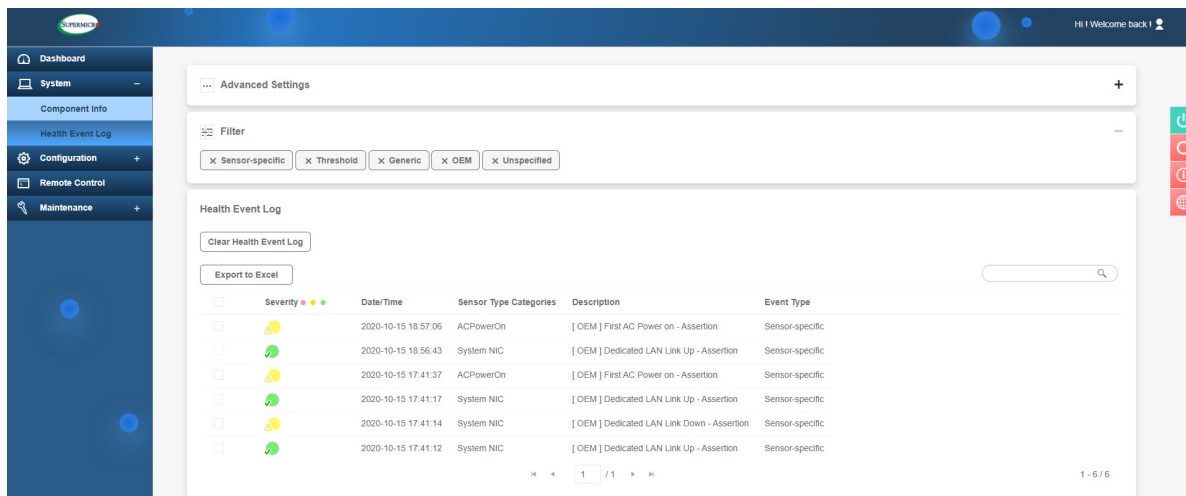 SUPERMICR
Hi ! Welcome back !
Dashboard
System
Component Info
Health Event Log
Configuration
Remote Control
Maintenance
Advanced Settings
Filter
Sensor-specific
Threshold
Generic
OEM
Unspecified
Health Event Log
Clear Health Event Log
Export to Excel
Severity Date/Time Sensor Type Categories Description Event Type
2020-10-15 18:57:06 ACPowerOn [ OEM ] First AC Power on - Assertion Sensor-specific
2020-10-15 18:56:43 System NIC [ OEM ] Dedicated LAN Link Up - Assertion Sensor-specific
2020-10-15 17:41:37 ACPowerOn [ OEM ] First AC Power on - Assertion Sensor-specific
2020-10-15 17:41:17 System NIC [ OEM ] Dedicated LAN Link Up - Assertion Sensor-specific
2020-10-15 17:41:14 System NIC [ OEM ] Dedicated LAN Link Down - Assertion Sensor-specific
2020-10-15 17:41:12 System NIC [ OEM ] Dedicated LAN Link Up - Assertion Sensor-specific
1 / 1
1 - 6 / 6